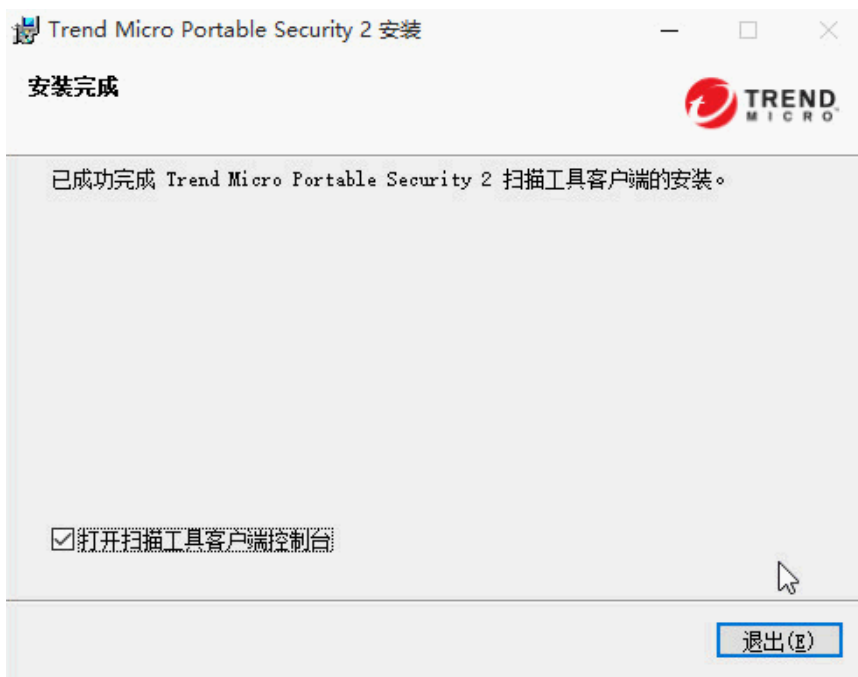 Trend Micro Portable Security 2 安装
安装完成
TREND
MICRO
已成功完成 Trend Micro Portable Security 2 扫描工具客户端的安装。
打开扫描工具客户端控制台
退出(E)